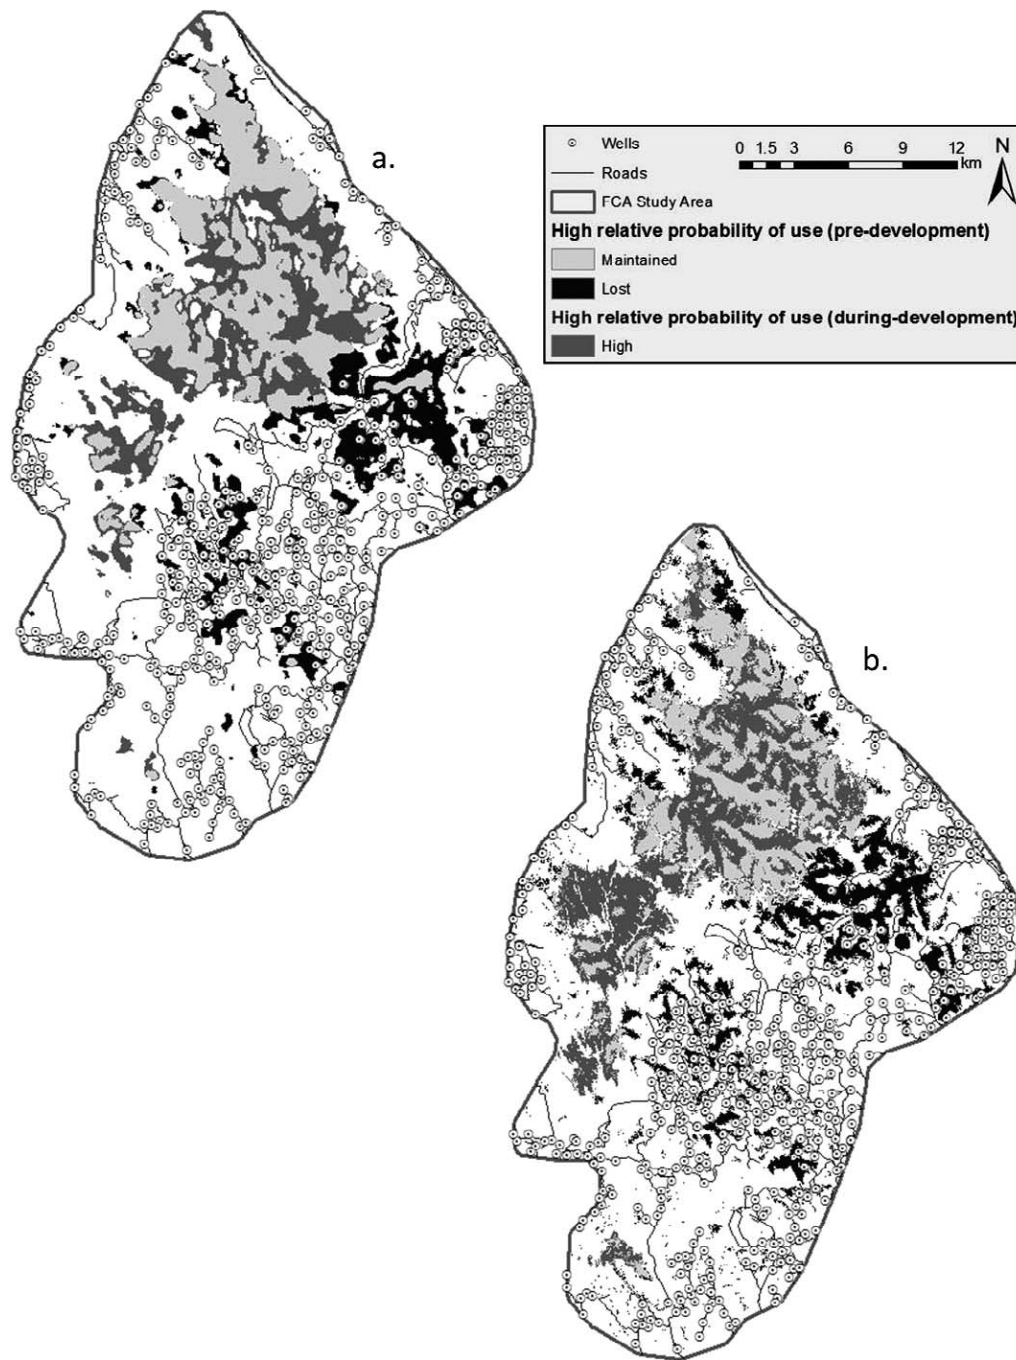 a.
Wells
Roads
FCA Study Area
High relative probability of use (pre-development)
Maintained
Lost
High relative probability of use (during-development)
High
0 1.5 3 6 9 12
km
N
b.